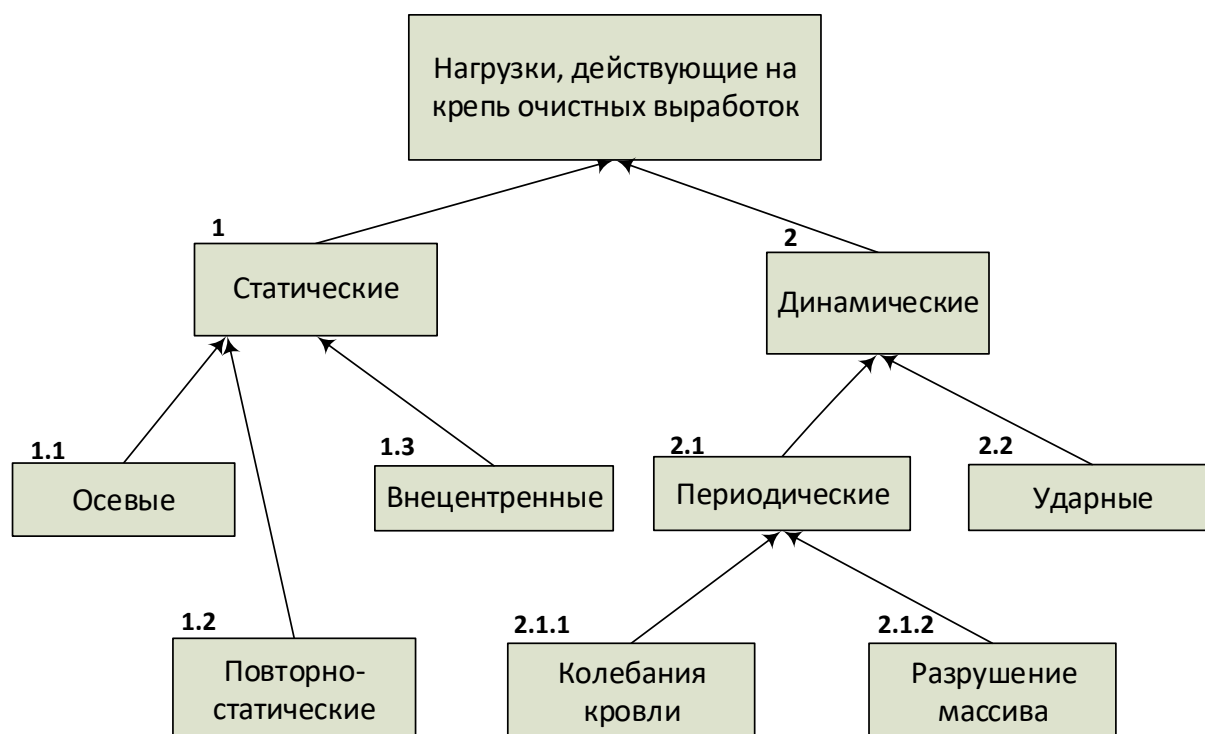 Нагрузки, действующие на
крепь очистных выработок
1
Статические
2
Динамические
1.1
Осевые
1.3
Внецентренные
2.1
Периодические
2.2
Ударные
1.2
Повторно-
статические
2.1.1
Колебания
кровли
2.1.2
Разрушение
массива